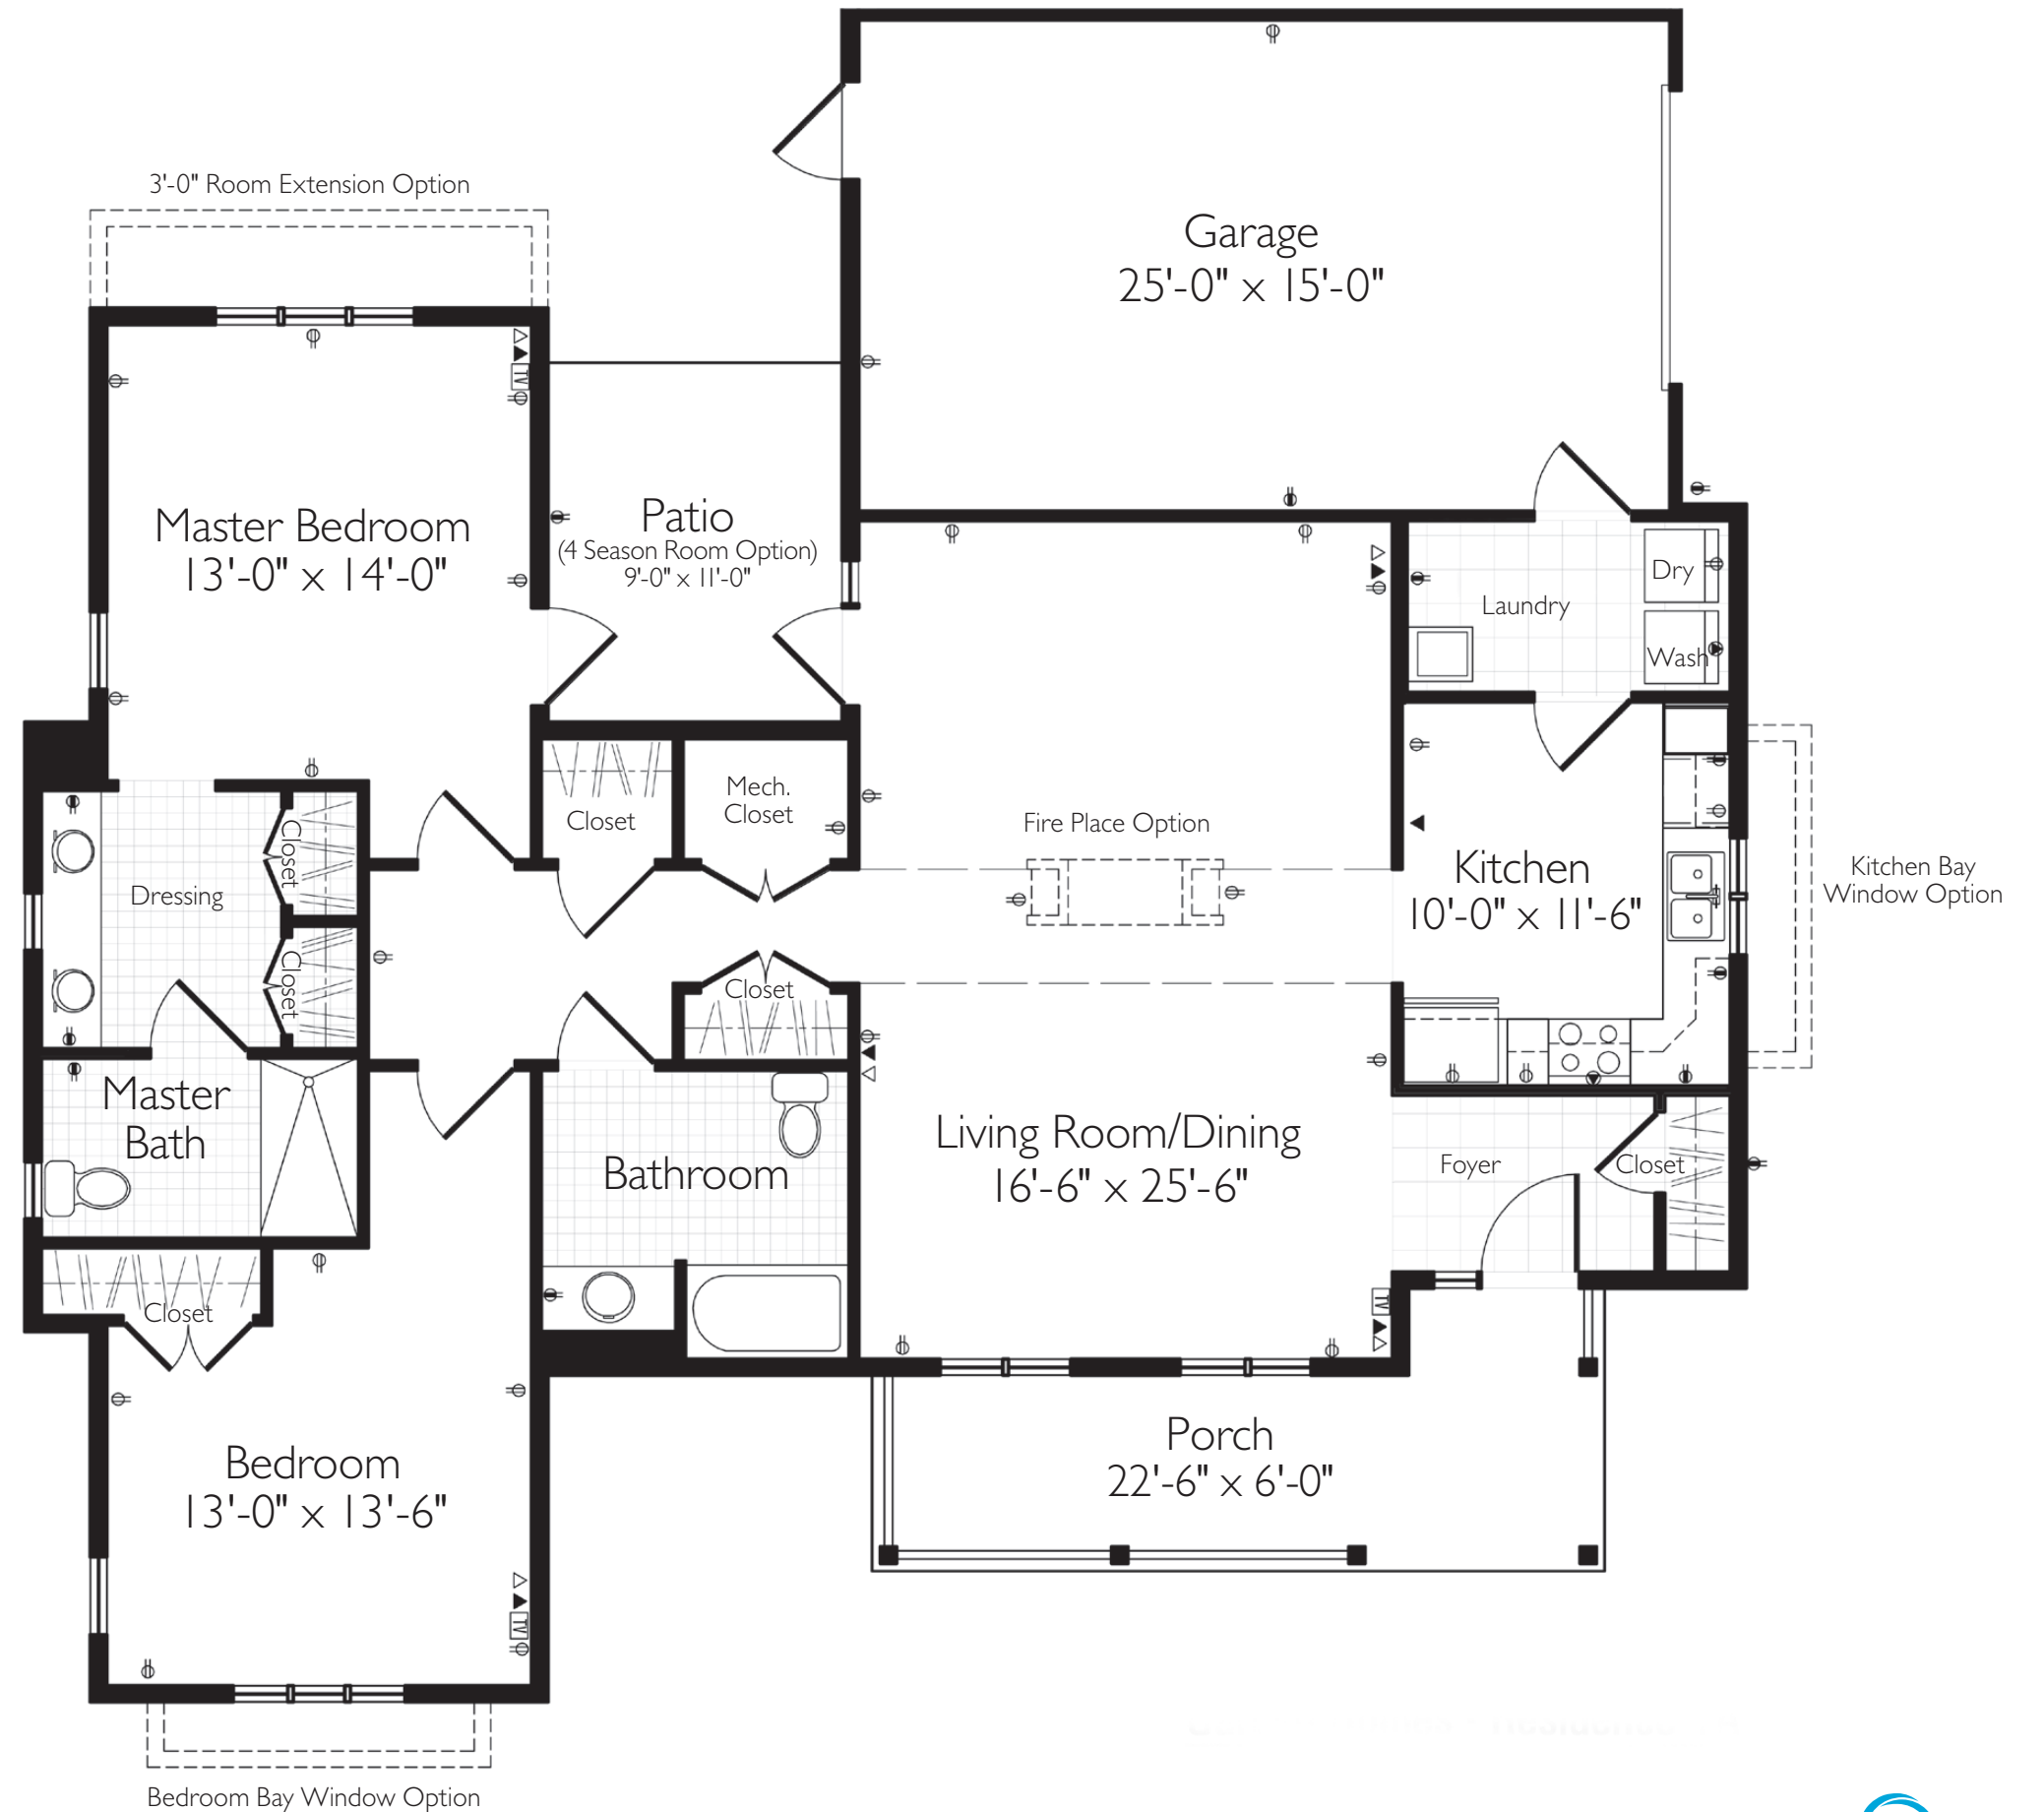 3'-0" Room Extension Option
Garage
25'-0" x 15'-0"
Master Bedroom
13'-0" x 14'-0"
TV
Patio
(4 Season Room Option)
9'-0" x 11'-0"
Laundry
Dry
Wash
Closet
Mech.
Closet
Fire Place Option
Kitchen
10'-0" x 11'-6"
Kitchen Bay
Window Option
Dressing
Closet
Closet
Closet
Master
Bath
Bathroom
Living Room/Dining
16'-6" x 25'-6"
TV
Foyer
Closet
Closet
Bedroom
13'-0" x 13'-6"
TV
Porch
22'-6" x 6'-0"
Bedroom Bay Window Option